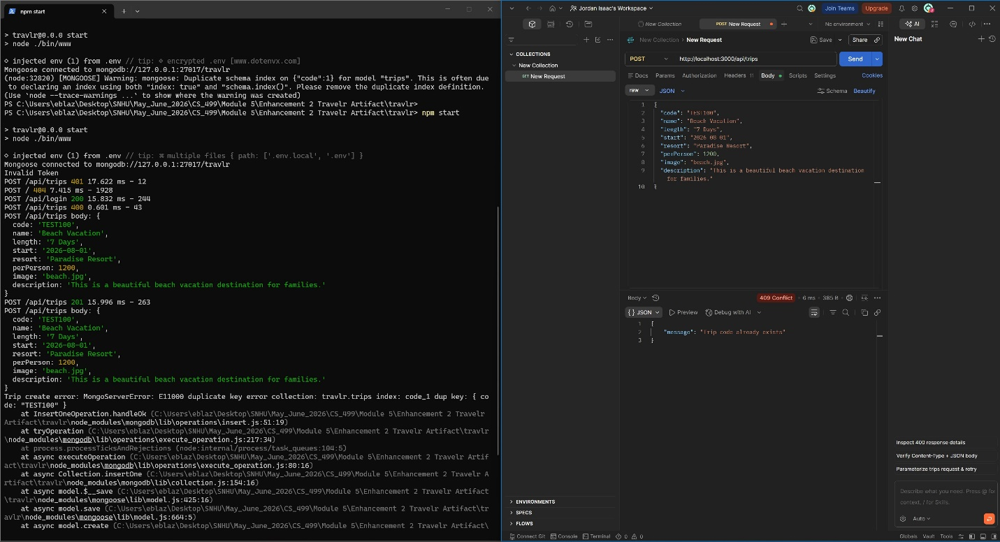 npm start
> travlr@0.0.0 start
> node ./bin/www
◇ injected env (1) from .env // tip: ⌖ encrypted .env [www.dotenvx.com]
Mongoose connected to mongodb://127.0.0.1:27017/travlr
(node:32820) [MONGOOSE] Warning: mongoose: Duplicate schema index on {"code":1} for model "trips". This is often due
to declaring an index using both "index: true" and "schema.index()". Please remove the duplicate index definition.
(Use `node --trace-warnings ...` to show where the warning was created)
PS C:\Users\eblaz\Desktop\SNHU\May_June_2026\CS_499\Module 5\Enhancement 2 Travelr Artifact\travlr>
PS C:\Users\eblaz\Desktop\SNHU\May_June_2026\CS_499\Module 5\Enhancement 2 Travelr Artifact\travlr> npm start
> travlr@0.0.0 start
> node ./bin/www
◇ injected env (1) from .env // tip: ⌘ multiple files { path: ['.env.local', '.env'] }
Mongoose connected to mongodb://127.0.0.1:27017/travlr
Invalid Token
POST /api/trips 401 17.622 ms - 12
POST / 404 7.415 ms - 1928
POST /api/login 200 15.832 ms - 244
POST /api/trips 400 0.601 ms - 43
POST /api/trips body: {
code: 'TEST100',
name: 'Beach Vacation',
length: '7 Days',
start: '2026-08-01',
resort: 'Paradise Resort',
perPerson: 1200,
image: 'beach.jpg',
description: 'This is a beautiful beach vacation destination for families.'
}
POST /api/trips 201 15.996 ms - 263
POST /api/trips body: {
code: 'TEST100',
name: 'Beach Vacation',
length: '7 Days',
start: '2026-08-01',
resort: 'Paradise Resort',
perPerson: 1200,
image: 'beach.jpg',
description: 'This is a beautiful beach vacation destination for families.'
}
Trip create error: MongoServerError: E11000 duplicate key error collection: travlr.trips index: code_1 dup key: { co
de: "TEST100" }
at InsertOneOperation.handleOk (C:\Users\eblaz\Desktop\SNHU\May_June_2026\CS_499\Module 5\Enhancement 2 Travelr
Artifact\travlr\node_modules\mongodb\lib\operations\insert.js:51:19)
at tryOperation (C:\Users\eblaz\Desktop\SNHU\May_June_2026\CS_499\Module 5\Enhancement 2 Travelr Artifact\travlr
\node_modules\mongodb\lib\operations\execute_operation.js:217:34)
at process.processTicksAndRejections (node:internal/process/task_queues:104:5)
at async executeOperation (C:\Users\eblaz\Desktop\SNHU\May_June_2026\CS_499\Module 5\Enhancement 2 Travelr Artif
act\travlr\node_modules\mongodb\lib\operations\execute_operation.js:80:16)
at async Collection.insertOne (C:\Users\eblaz\Desktop\SNHU\May_June_2026\CS_499\Module 5\Enhancement 2 Travelr A
rtifact\travlr\node_modules\mongodb\lib\collection.js:154:16)
at async model.$__save (C:\Users\eblaz\Desktop\SNHU\May_June_2026\CS_499\Module 5\Enhancement 2 Travelr Artifact
\travlr\node_modules\mongoose\lib\model.js:425:16)
at async model.save (C:\Users\eblaz\Desktop\SNHU\May_June_2026\CS_499\Module 5\Enhancement 2 Travelr Artifact\tr
avlr\node_modules\mongoose\lib\model.js:664:5)
at async model.create (C:\Users\eblaz\Desktop\SNHU\May_June_2026\CS_499\Module 5\Enhancement 2 Travelr Artifact\
Jordan Isaac's Workspace
Join Teams
Upgrade
New Collection
POST New Request
No environment
AI
New Collection > New Request
Save
Share
New Chat
COLLECTIONS
New Collection
GET New Request
POST
http://localhost:3000/api/trips
Send
Docs Params Authorization Headers 11 Body Scripts Settings Cookies
raw JSON Schema Beautify
1 {
2 "code": "TEST100",
3 "name": "Beach Vacation",
4 "length": "7 Days",
5 "start": "2026-08-01",
6 "resort": "Paradise Resort",
7 "perPerson": 1200,
8 "image": "beach.jpg",
9 "description": "This is a beautiful beach vacation destination
for families."
10 }
Body 409 Conflict • 6 ms • 385 B
{ } JSON Preview Debug with AI
1 {
2 "message": "Trip code already exists"
3 }
Inspect 400 response details
Verify Content-Type + JSON body
Parameterize trips request & retry
Describe what you need. Press @ for
context, / for Skills.
Auto
ENVIRONMENTS
SPECS
FLOWS
Connect Git Console Terminal 0 0
Globals Vault Tools